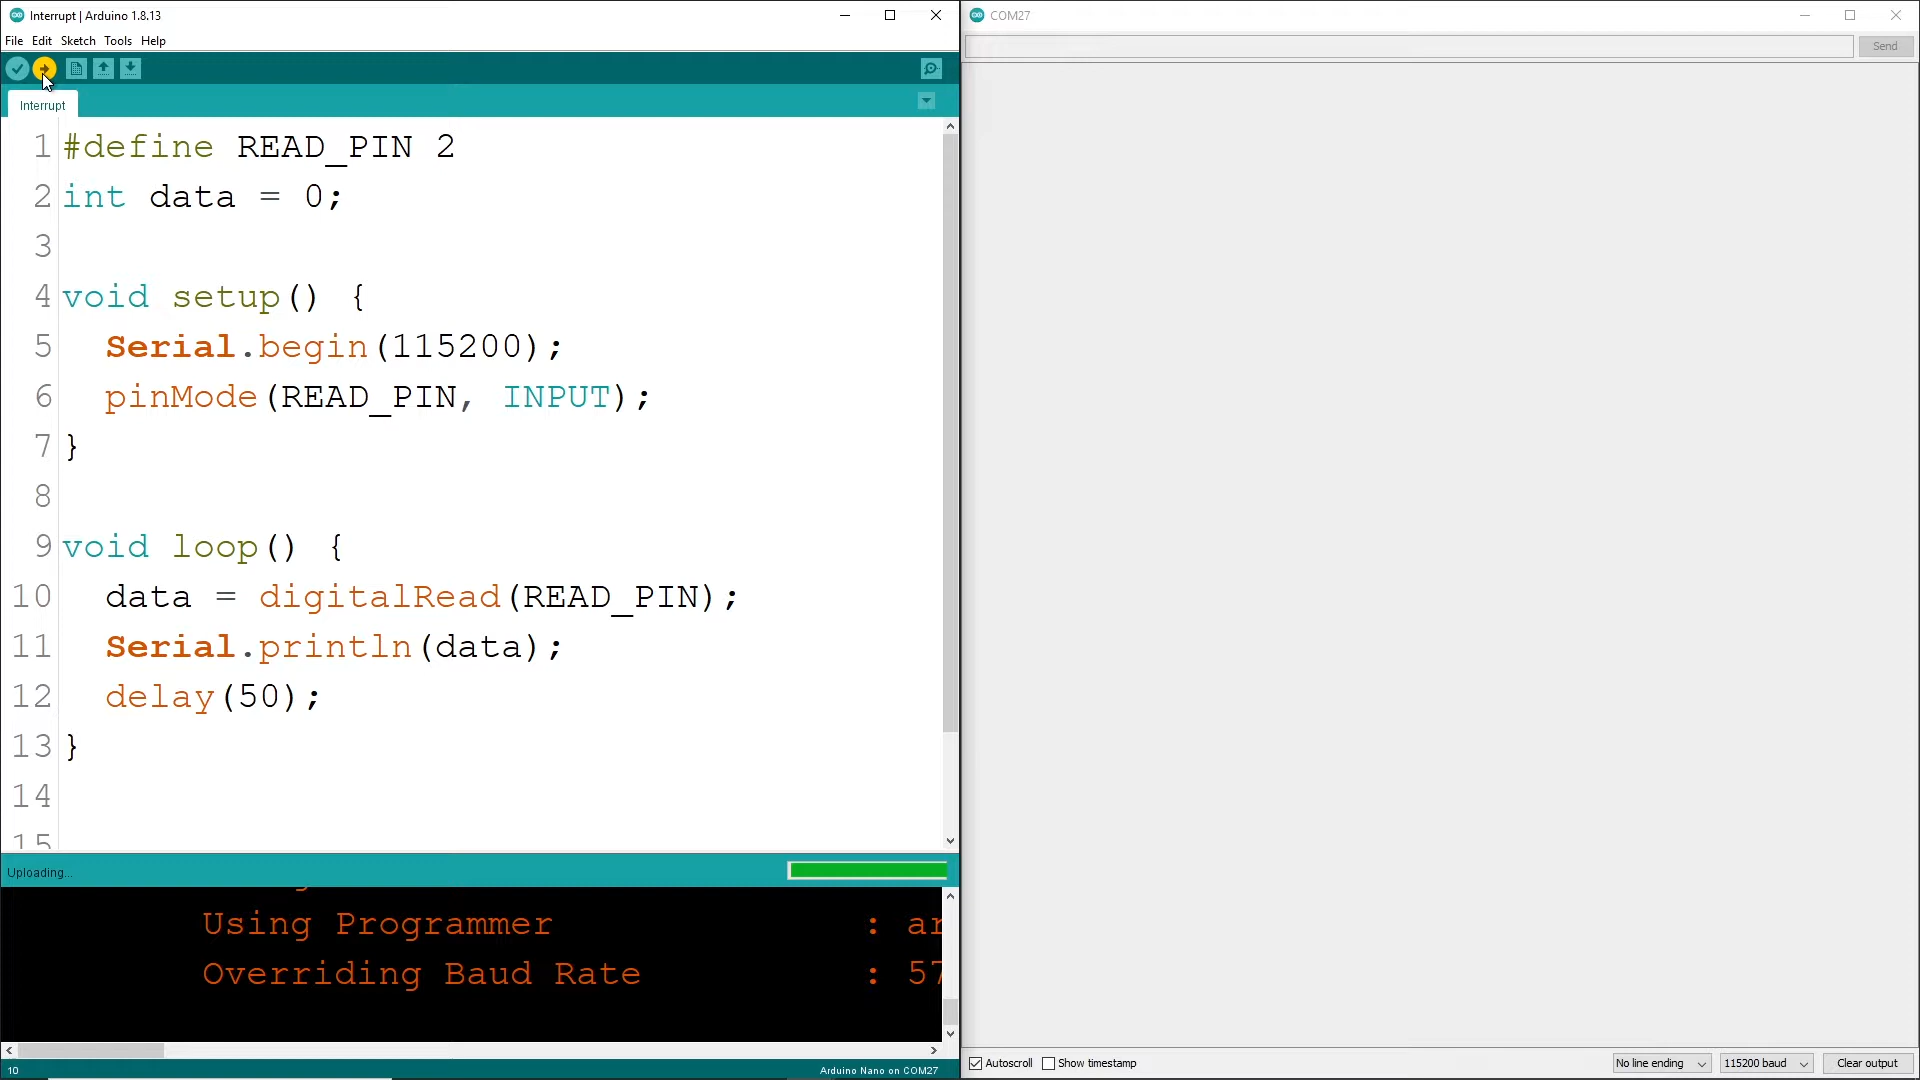 Interrupt | Arduino 1.8.13
File Edit Sketch Tools Help
Interrupt
1 #define READ_PIN 2
2 int data = 0;
3
4 void setup() {
5 Serial.begin(115200);
6 pinMode(READ_PIN, INPUT);
7 }
8
9 void loop() {
10 data = digitalRead(READ_PIN);
11 Serial.println(data);
12 delay(50);
13 }
14
15
Uploading...
Using Programmer : ar
Overriding Baud Rate : 57
10
Arduino Nano on COM27
COM27
Send
Autoscroll Show timestamp
No line ending 115200 baud Clear output